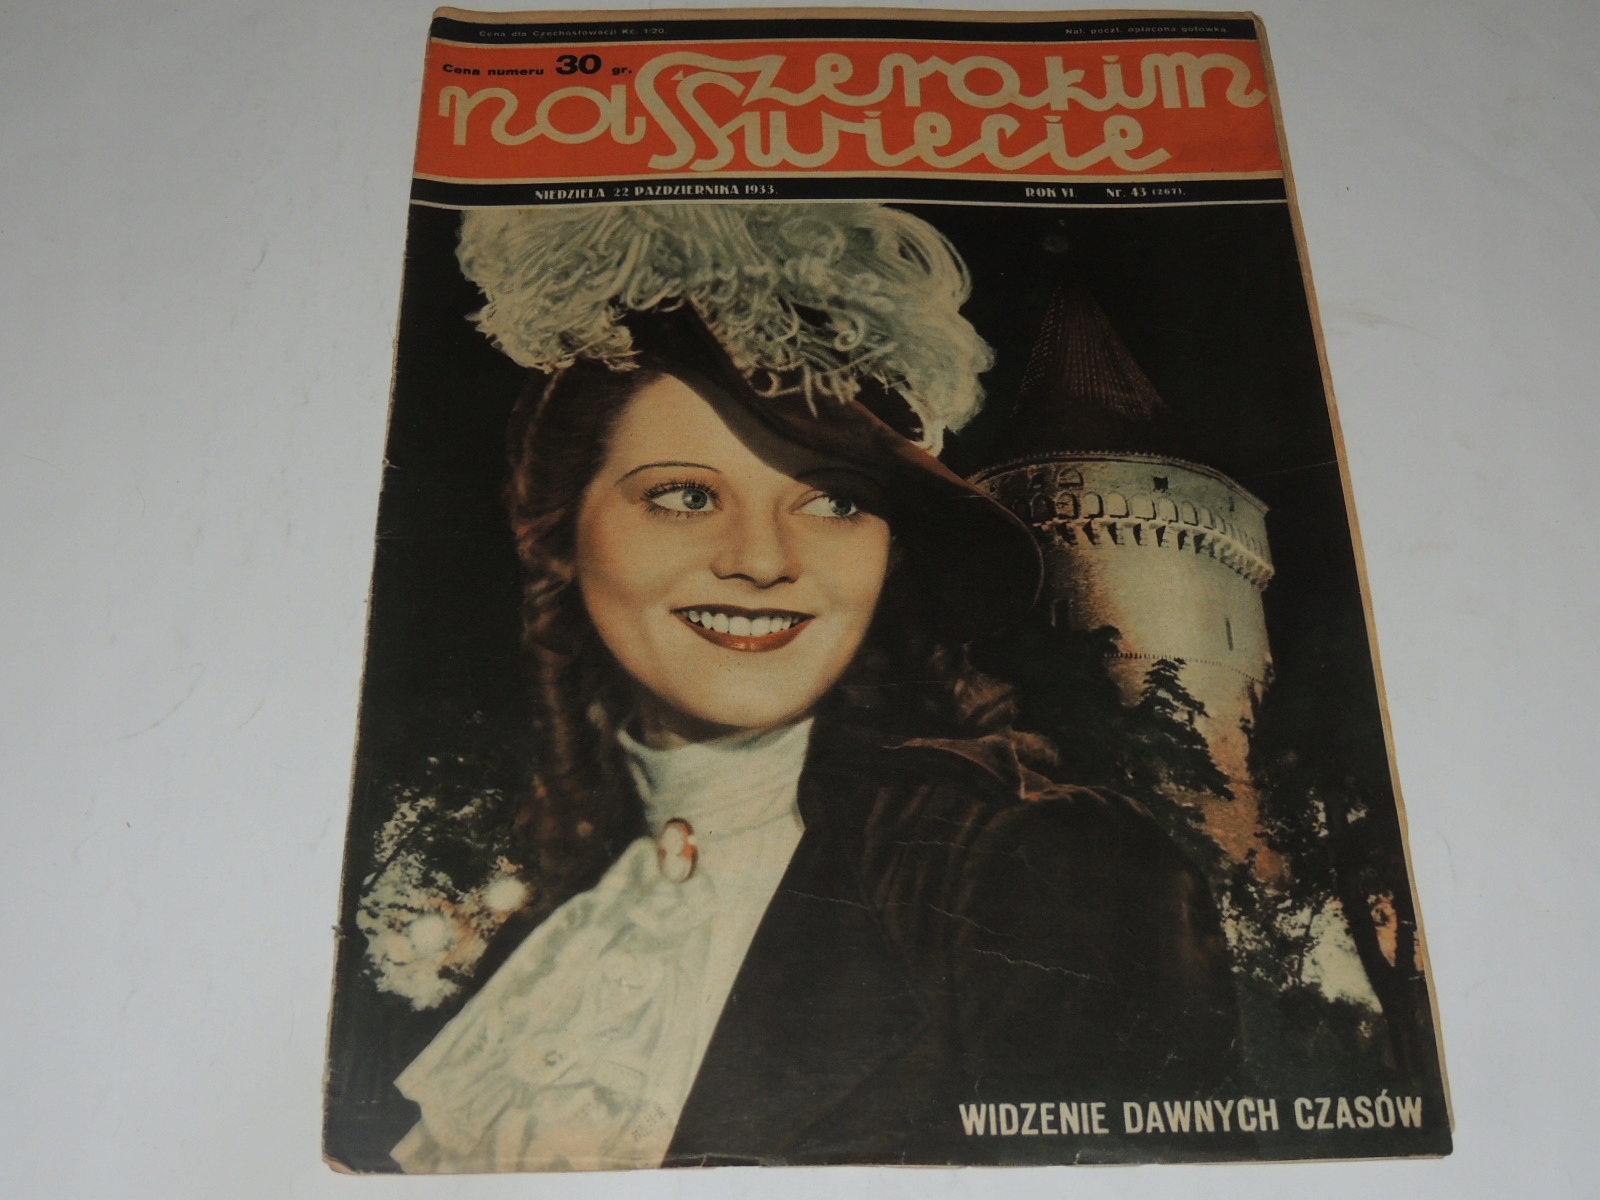 Cena dla Czechosłowacji Kč. 1·20.
Nal. poczt. opłacona gotówką.
Cena numeru 30 gr.
na Szerokim
Świecie
NIEDZIELA 22 PAŹDZIERNIKA 1933.
ROK VI. Nr. 43 (267).
WIDZENIE DAWNYCH CZASÓW